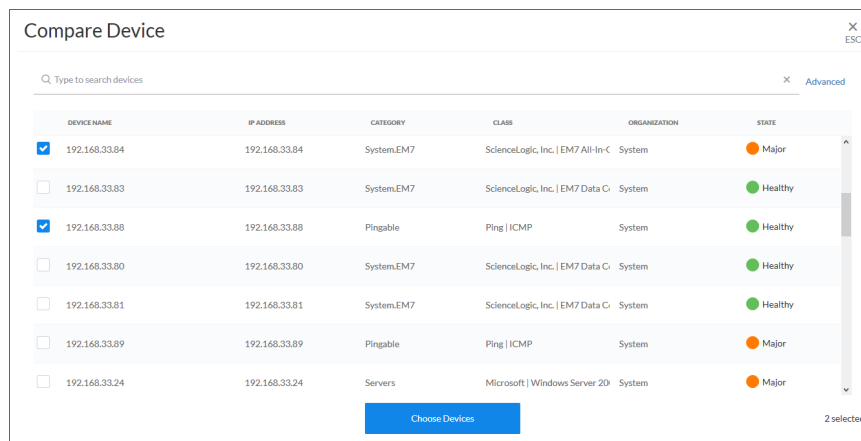 Compare Device
ESC
Type to search devices
Advanced
DEVICE NAME IP ADDRESS CATEGORY CLASS ORGANIZATION STATE
192.168.33.84 192.168.33.84 System.EM7 ScienceLogic, Inc. | EM7 All-In- System Major
192.168.33.83 192.168.33.83 System.EM7 ScienceLogic, Inc. | EM7 Data System Healthy
192.168.33.88 192.168.33.88 Pingable Ping | ICMP System Healthy
192.168.33.80 192.168.33.80 System.EM7 ScienceLogic, Inc. | EM7 Data System Healthy
192.168.33.81 192.168.33.81 System.EM7 ScienceLogic, Inc. | EM7 Data System Healthy
192.168.33.89 192.168.33.89 Pingable Ping | ICMP System Major
192.168.33.24 192.168.33.24 Servers Microsoft | Windows Server System Major
Choose Devices
2 selected